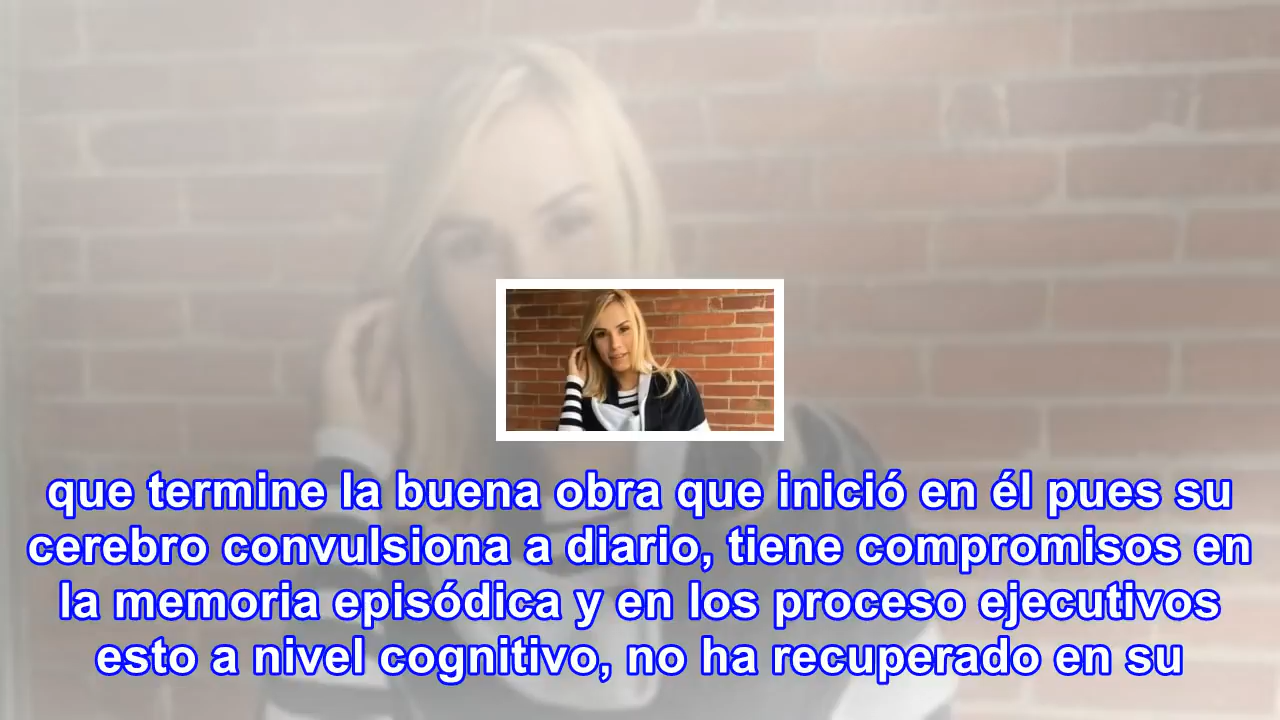 que termine la buena obra que inició en él pues su
cerebro convulsiona a diario, tiene compromisos en
la memoria episódica y en los proceso ejecutivos
esto a nivel cognitivo, no ha recuperado en su